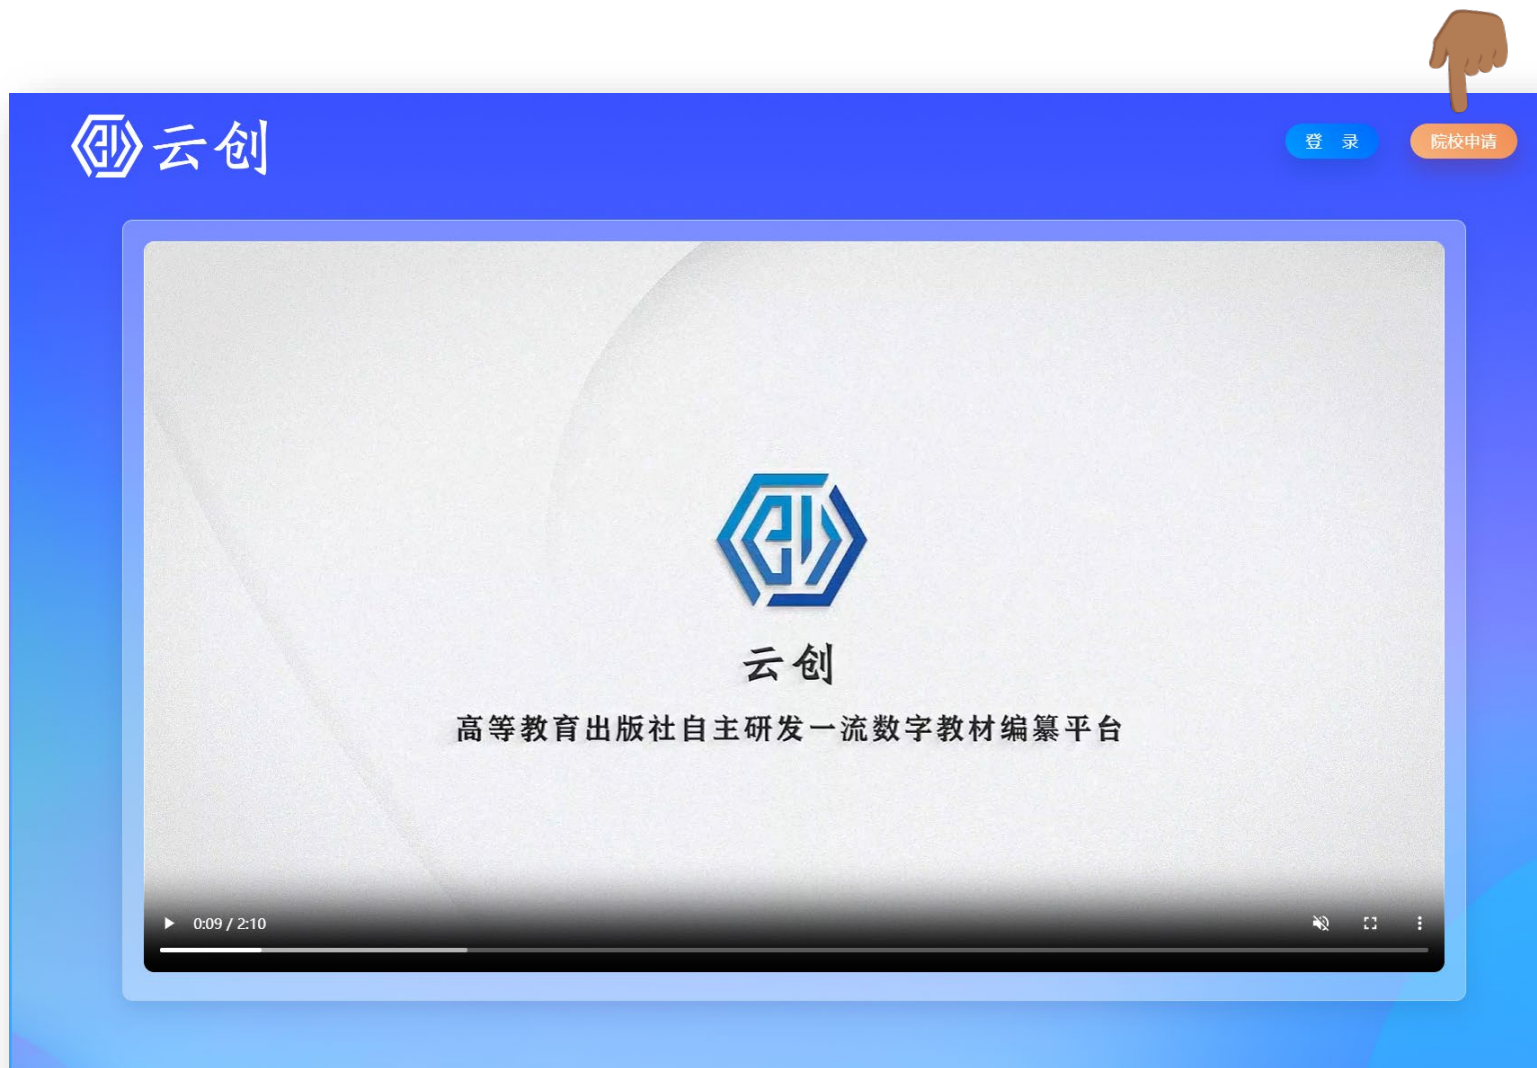 云创
登 录
院校申请
云创
高等教育出版社自主研发一流数字教材编纂平台
0:09 / 2:10